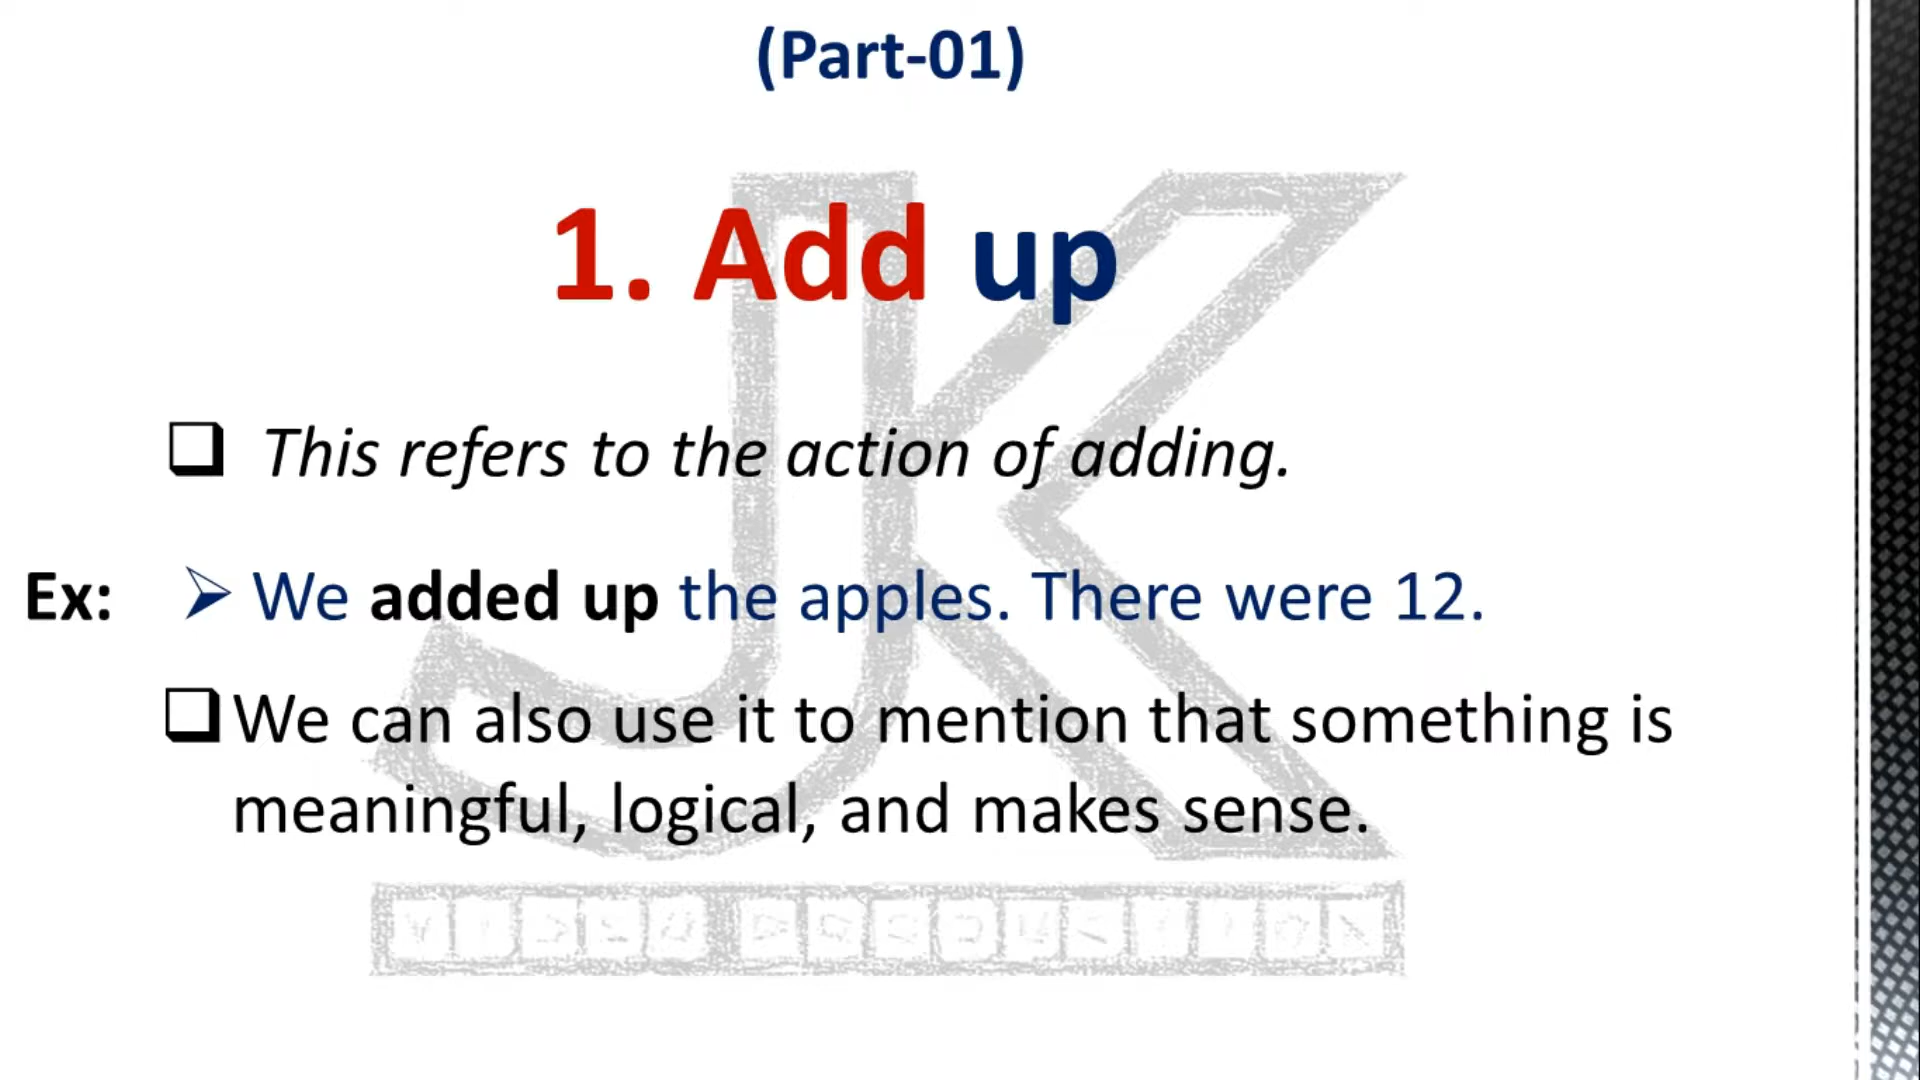 (Part-01)
1. Add up
This refers to the action of adding.
Ex: We added up the apples. There were 12.
We can also use it to mention that something is
meaningful, logical, and makes sense.
JK